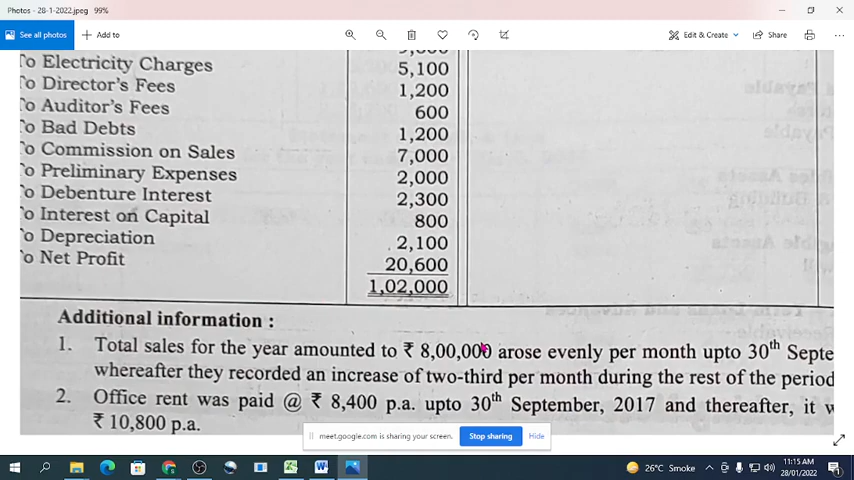 Photos - 28-1-2022.jpeg 99%
See all photos
Add to
Edit & Create
Share
To Electricity Charges 5,100
To Director's Fees 1,200
To Auditor's Fees 600
To Bad Debts 1,200
To Commission on Sales 7,000
To Preliminary Expenses 2,000
To Debenture Interest 2,300
To Interest on Capital 800
To Depreciation 2,100
To Net Profit 20,600
1,02,000
Additional information :
1. Total sales for the year amounted to ₹ 8,00,000 arose evenly per month upto 30th Septe
whereafter they recorded an increase of two-third per month during the rest of the period
2. Office rent was paid @ ₹ 8,400 p.a. upto 30th September, 2017 and thereafter, it w
₹ 10,800 p.a.
meet.google.com is sharing your screen. Stop sharing Hide
26°C Smoke
11:15 AM
28/01/2022